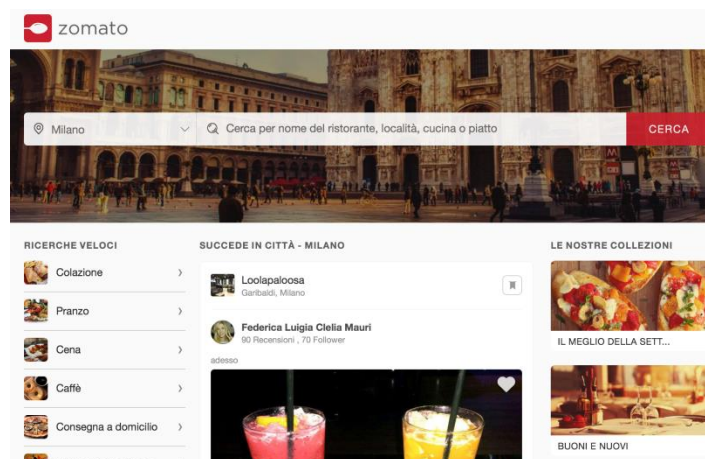 zomato
Milano
Cerca per nome del ristorante, località, cucina o piatto
CERCA
RICERCHE VELOCI
Colazione
Pranzo
Cena
Caffè
Consegna a domicilio
SUCCEDE IN CITTÀ - MILANO
Loolapaloosa
Garibaldi, Milano
Federica Luigia Clelia Mauri
90 Recensioni , 70 Follower
adesso
LE NOSTRE COLLEZIONI
IL MEGLIO DELLA SETT...
BUONI E NUOVI